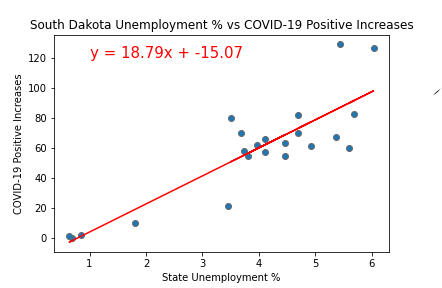 South Dakota Unemployment % vs COVID-19 Positive Increases
y = 18.79x + -15.07
COVID-19 Positive Increases
120
100
80
60
40
20
0
1 2 3 4 5 6
State Unemployment %